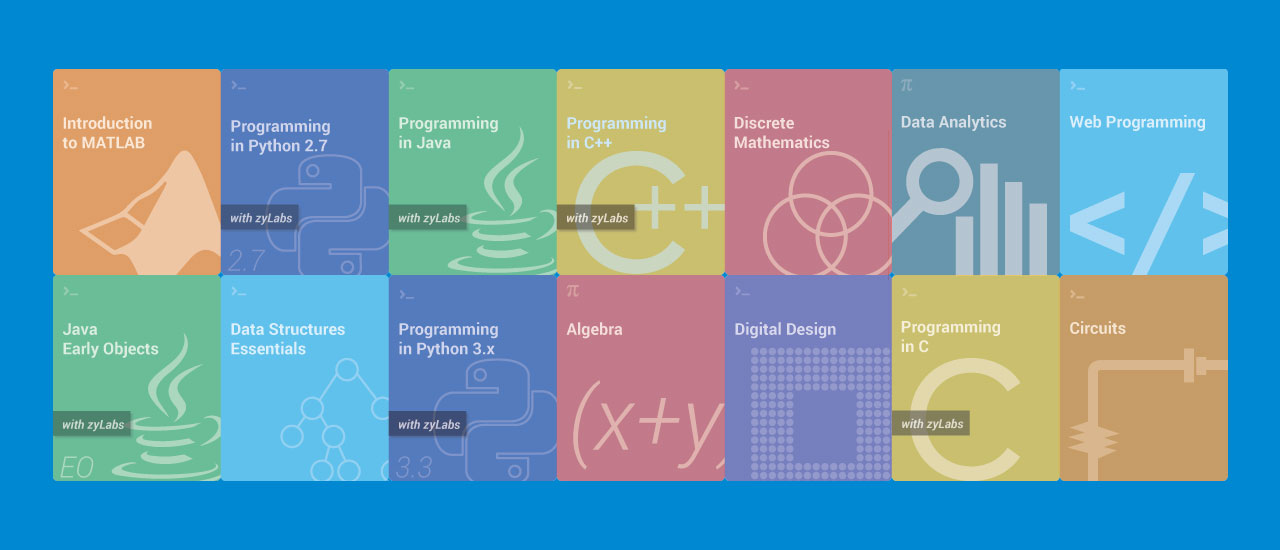 >_
Introduction
to MATLAB
>_
Programming
in Python 2.7
with zyLabs
2.7
>_
Programming
in Java
with zyLabs
>_
Programming
in C++
with zyLabs
C++
>_
Discrete
Mathematics
π
Data Analytics
>_
Web Programming
</>
>_
Java
Early Objects
with zyLabs
EO
>_
Data Structures
Essentials
>_
Programming
in Python 3.x
with zyLabs
3.3
π
Algebra
(x+y
>_
Digital Design
>_
Programming
in C
with zyLabs
C
>_
Circuits